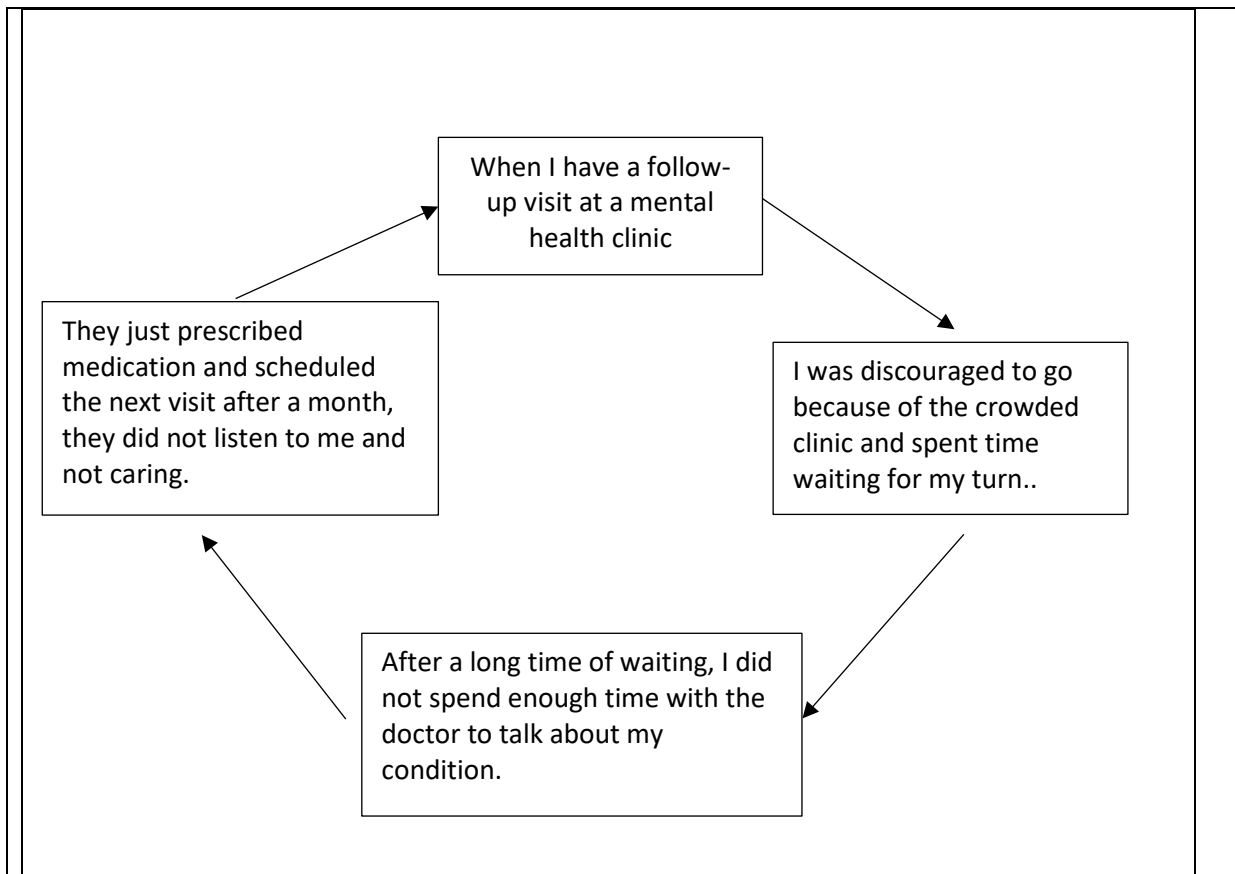 When I have a follow-
up visit at a mental
health clinic
They just prescribed
medication and scheduled
the next visit after a month,
they did not listen to me and
not caring.
I was discouraged to go
because of the crowded
clinic and spent time
waiting for my turn..
After a long time of waiting, I did
not spend enough time with the
doctor to talk about my
condition.